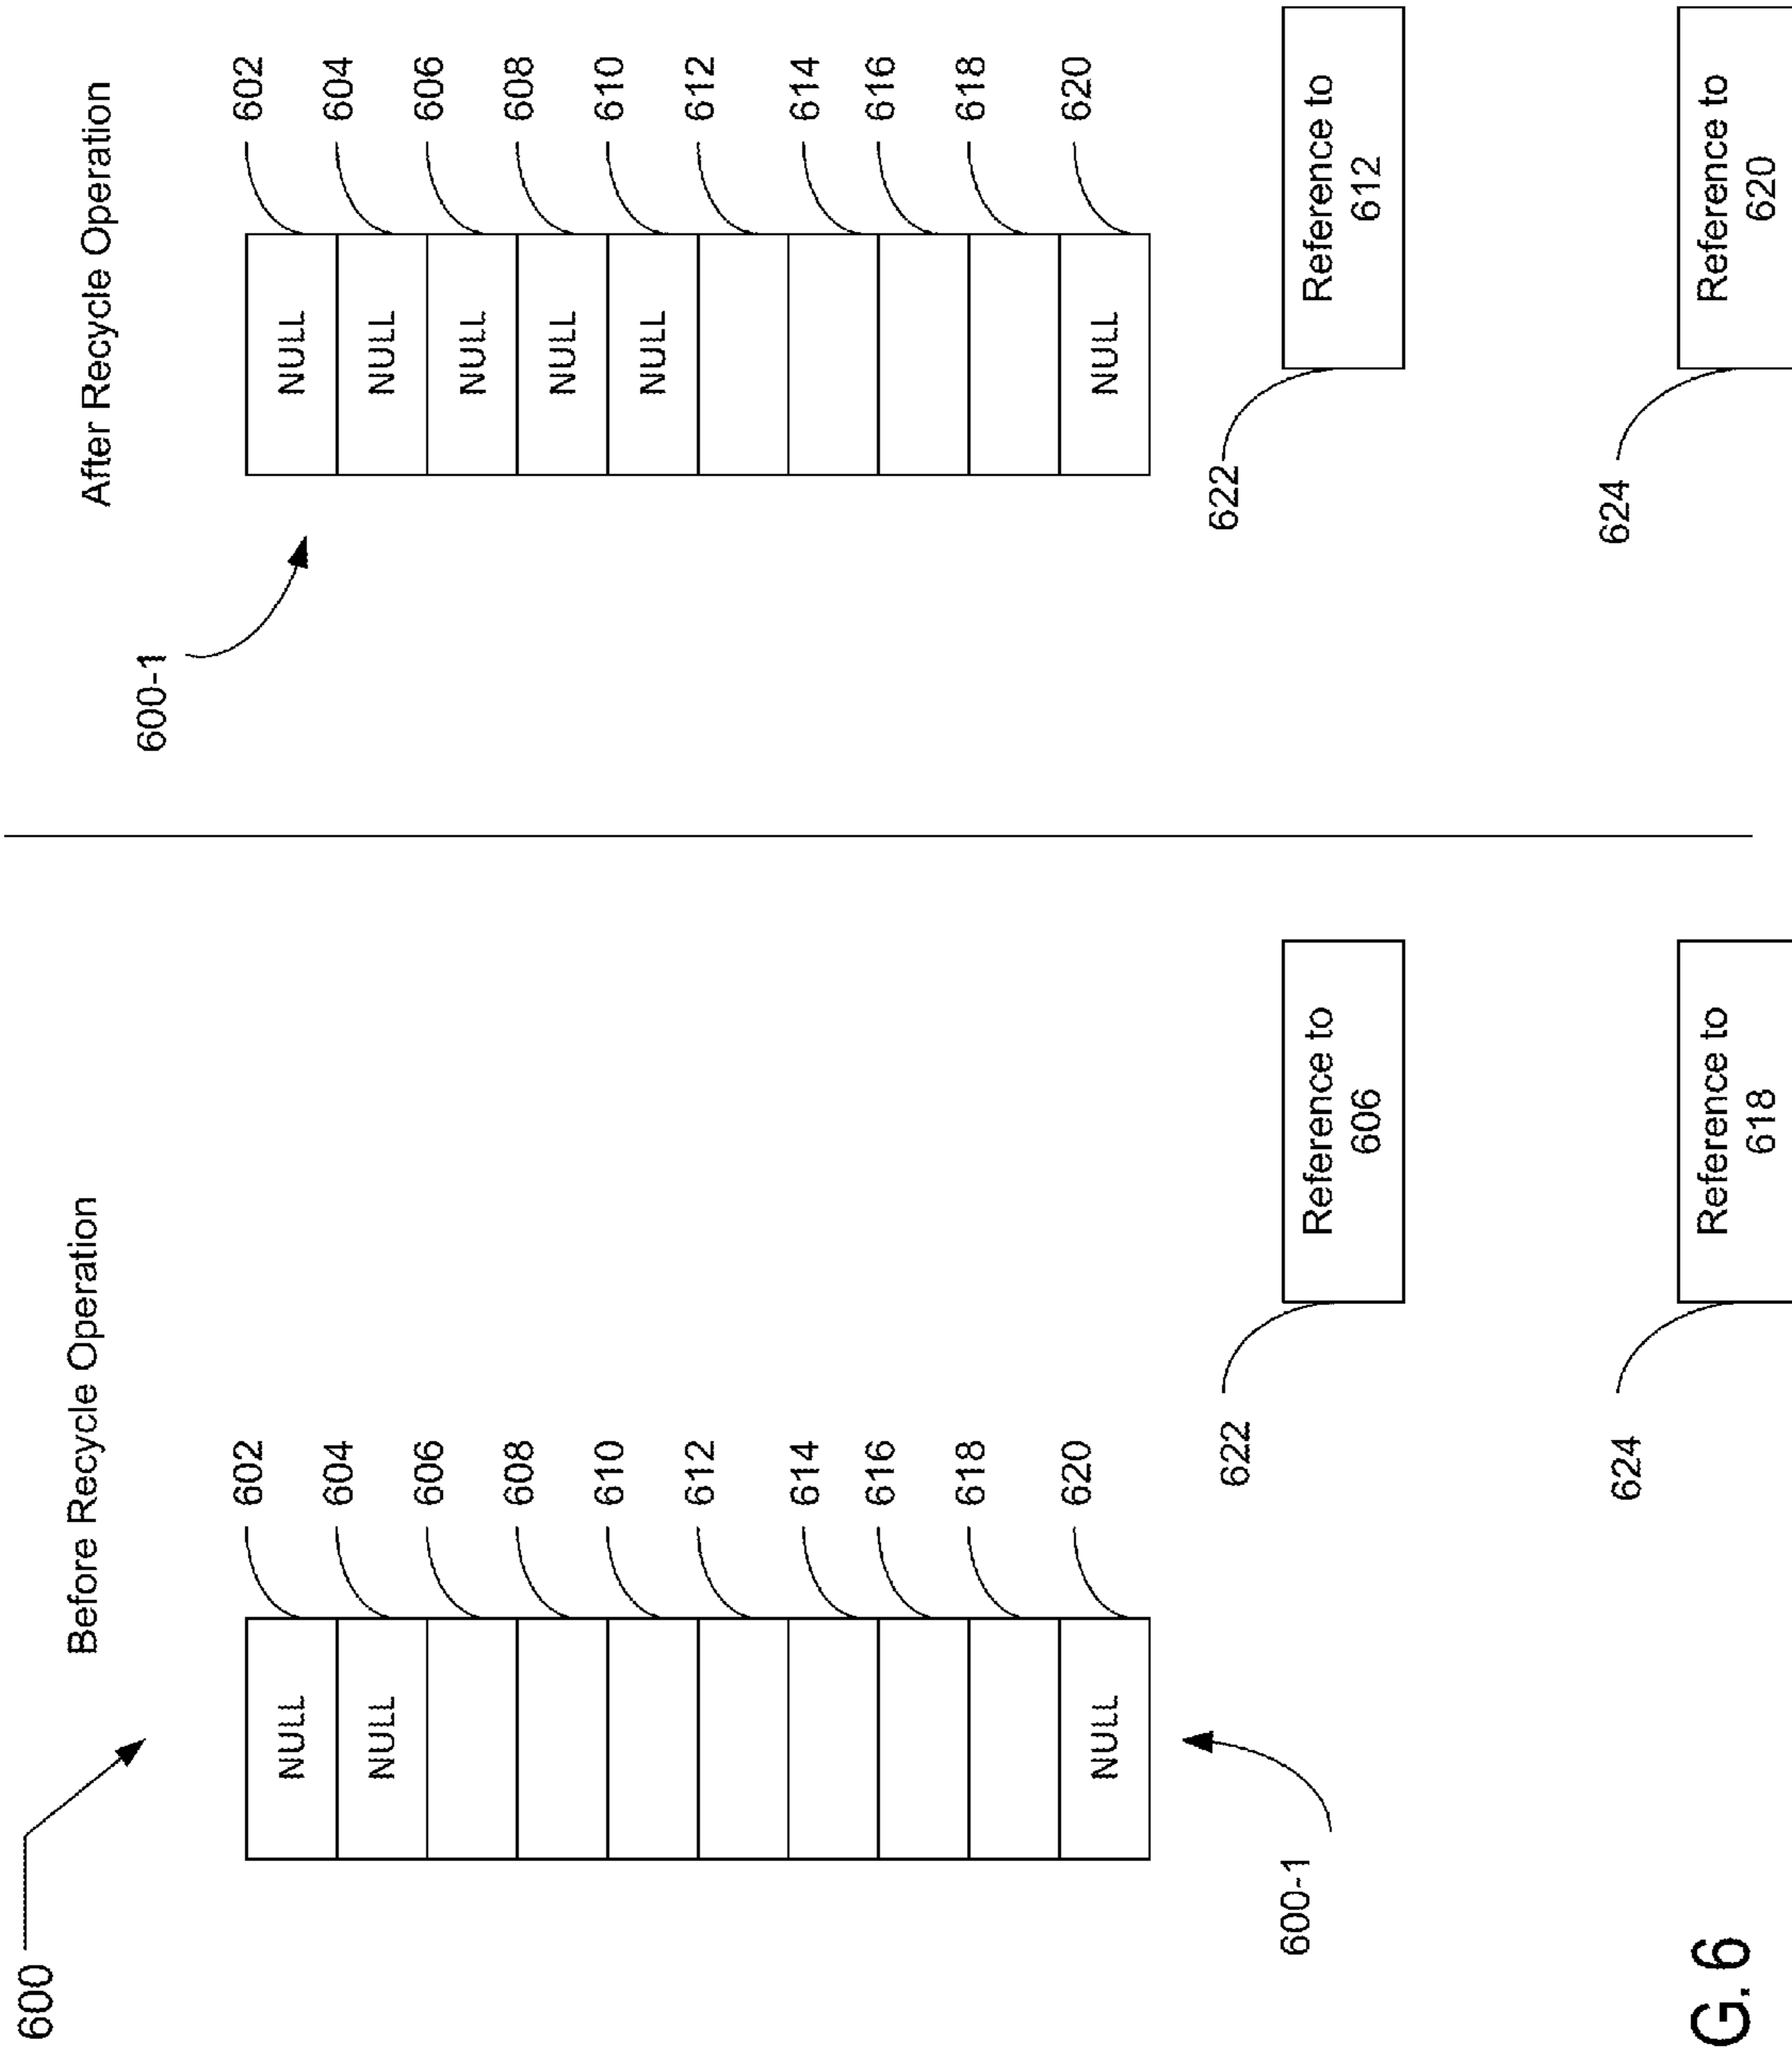 600
Before Recycle Operation
NULL
602
NULL
604
606
608
610
612
614
616
618
NULL
620
600-1
622
Reference to
606
624
Reference to
618
After Recycle Operation
600-1
NULL
602
NULL
604
NULL
606
NULL
608
NULL
610
612
614
616
618
NULL
620
622
Reference to
612
624
Reference to
620
G. 6